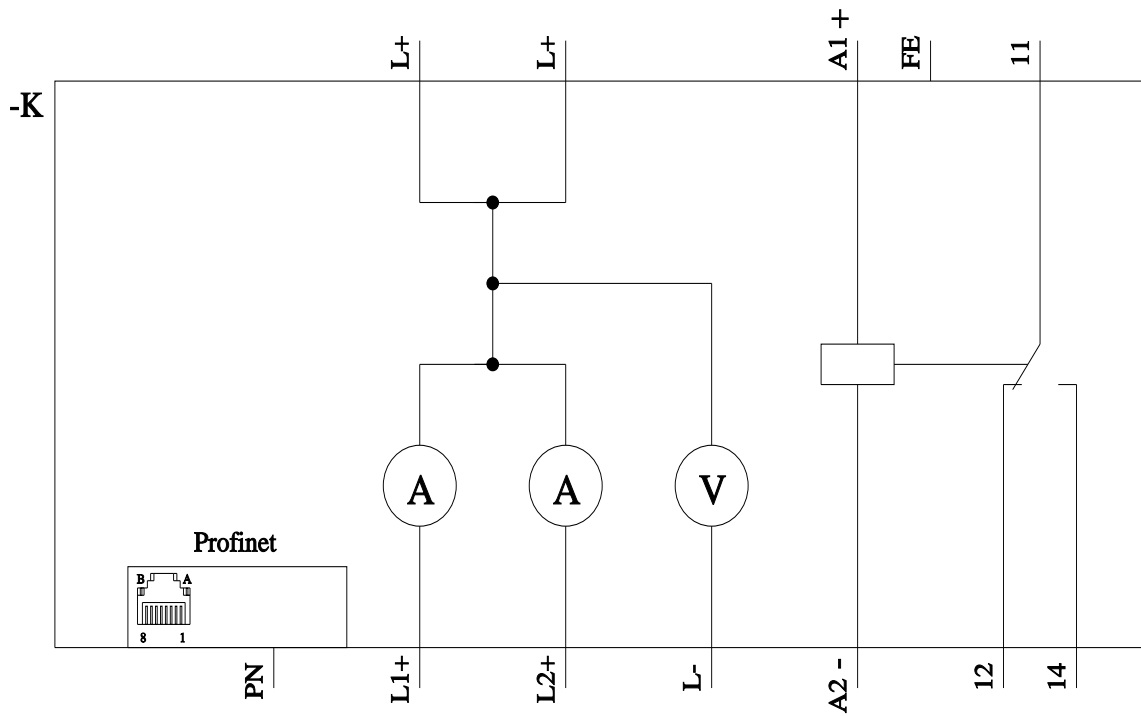 L+
L+
A1 +
FE
11
-K
A
A
V
Profinet
B A
8 1
PN
L1+
L2+
L-
A2 -
12
14